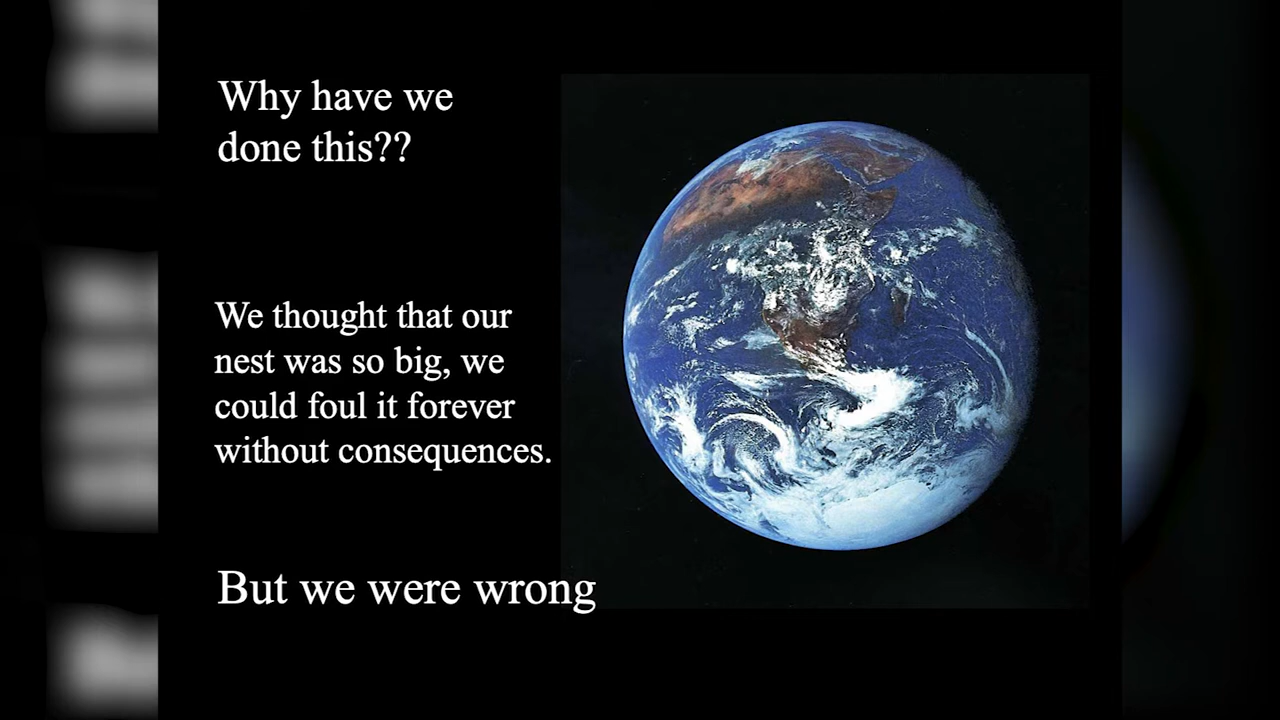 Why have we
done this??
We thought that our
nest was so big, we
could foul it forever
without consequences.
But we were wrong